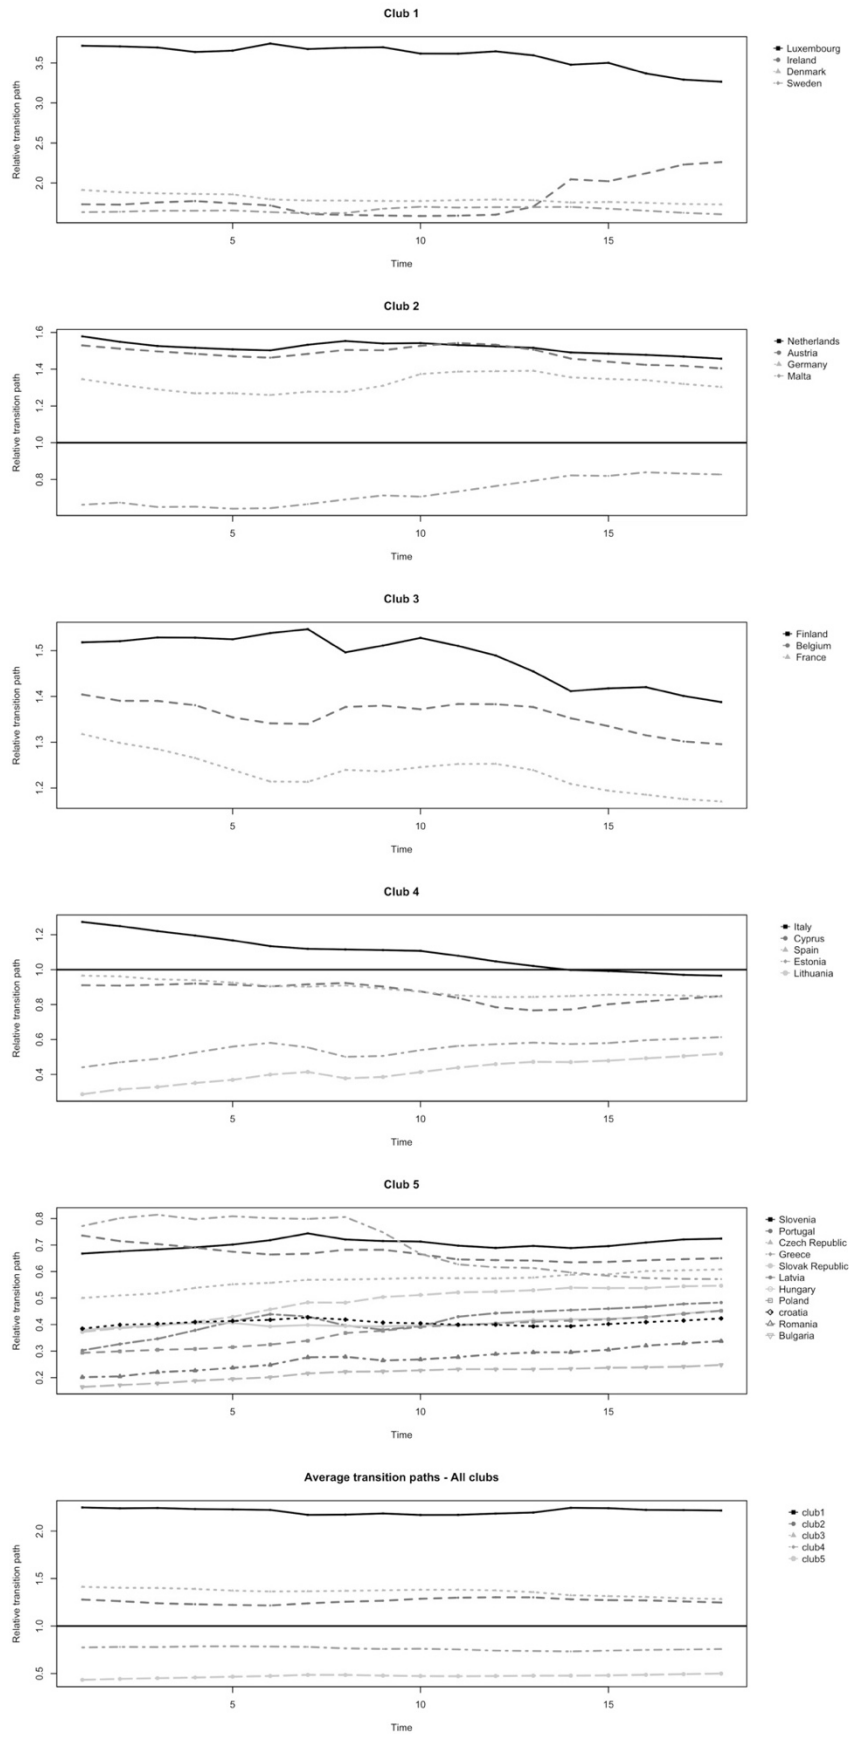 Club 1
Relative transition path
3.5
3.0
2.5
2.0
5
10
15
Time
Luxembourg
Ireland
Denmark
Sweden
Club 2
Relative transition path
1.6
1.4
1.2
1.0
0.8
5
10
15
Time
Netherlands
Austria
Germany
Malta
Club 3
Relative transition path
1.5
1.4
1.3
1.2
5
10
15
Time
Finland
Belgium
France
Club 4
Relative transition path
1.2
1.0
0.8
0.6
0.4
5
10
15
Time
Italy
Cyprus
Spain
Estonia
Lithuania
Club 5
Relative transition path
0.8
0.7
0.6
0.5
0.4
0.3
0.2
5
10
15
Time
Slovenia
Portugal
Czech Republic
Greece
Slovak Republic
Latvia
Hungary
Poland
croatia
Romania
Bulgaria
Average transition paths - All clubs
Relative transition path
2.0
1.5
1.0
0.5
5
10
15
Time
club1
club2
club3
club4
club5